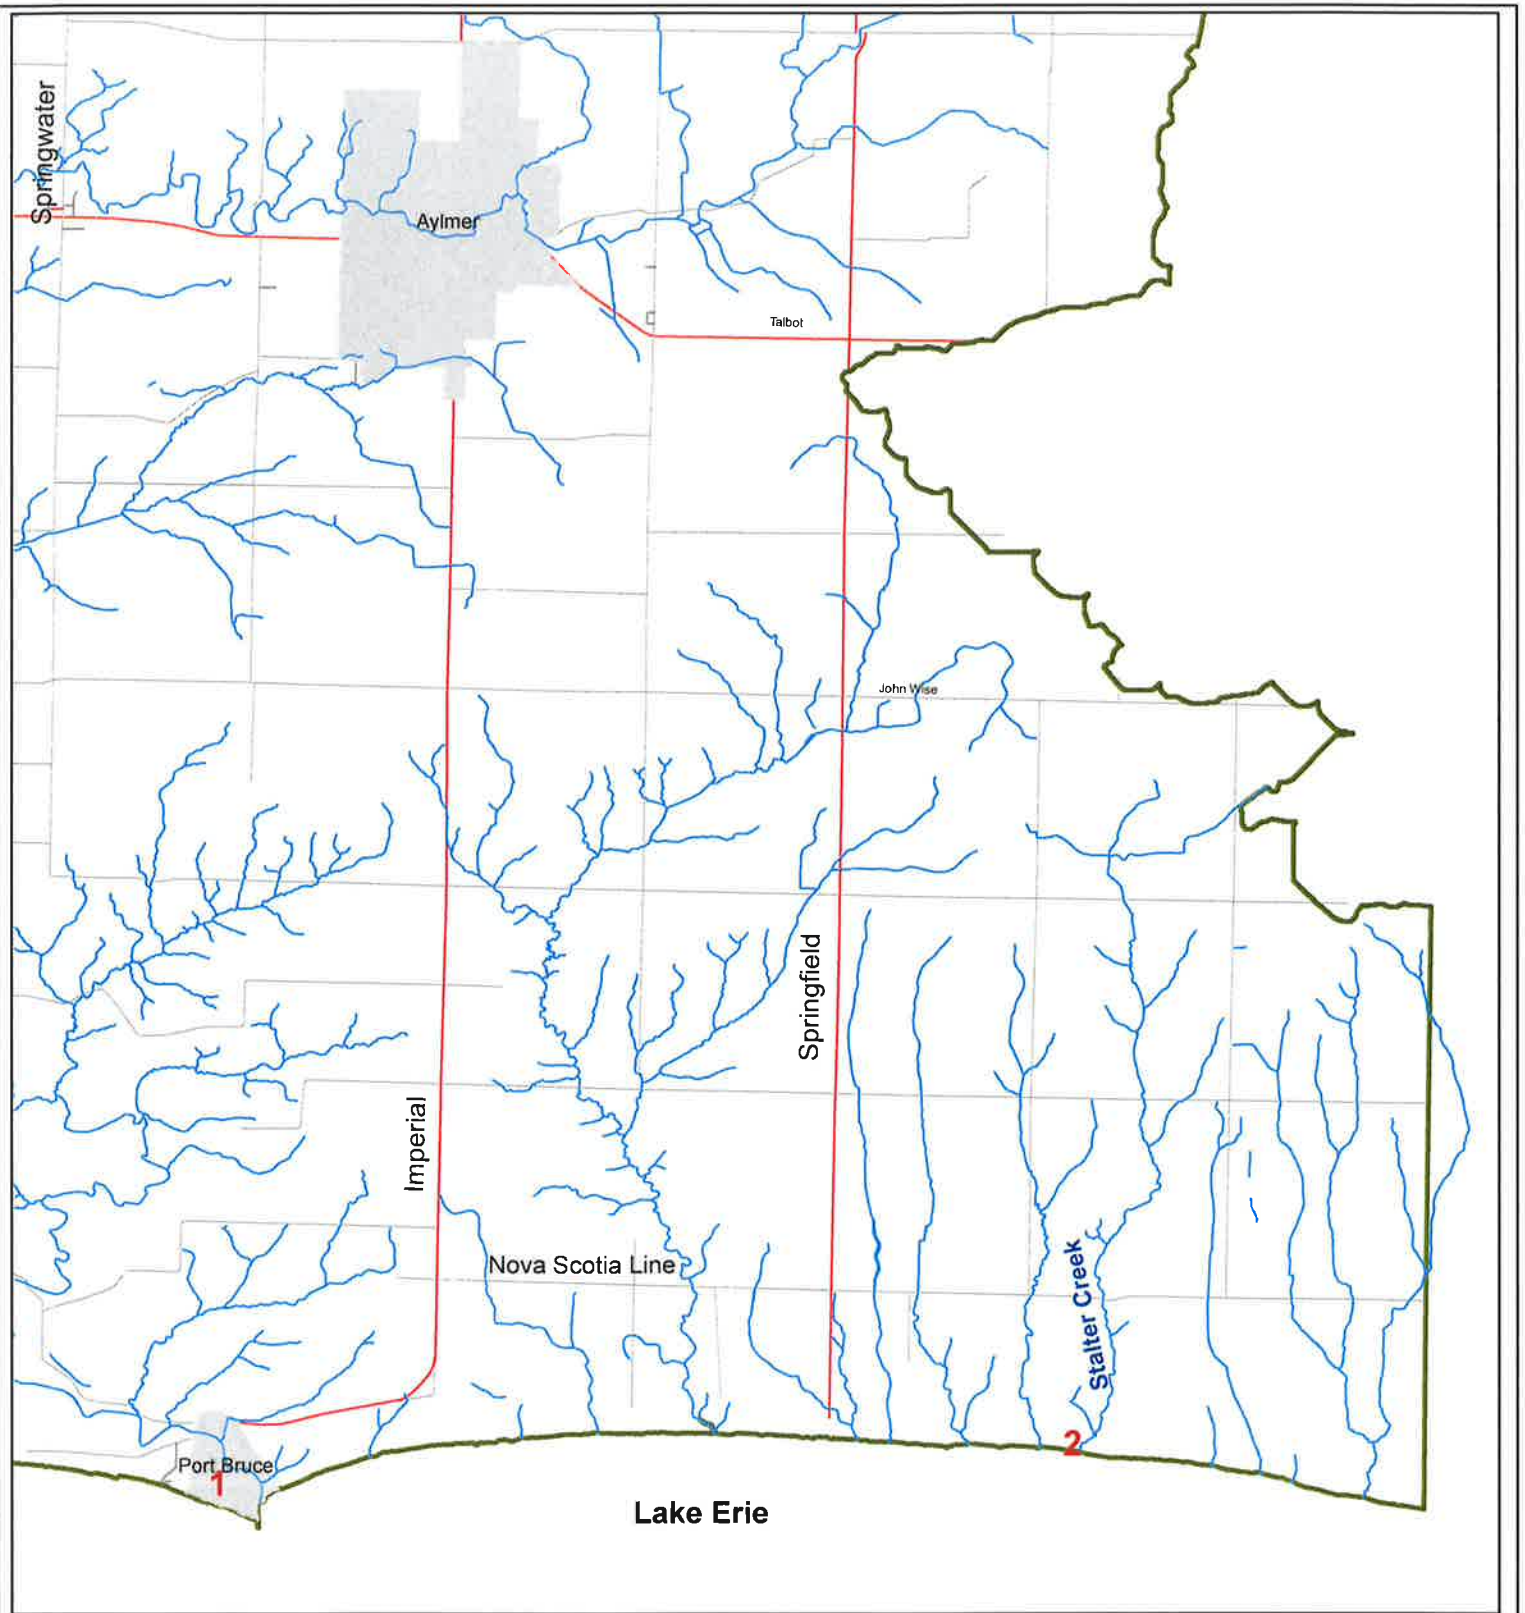 Springwater
Aylmer
Talbot
John Wise
Springfield
Imperial
Nova Scotia Line
Stalter Creek
2
Port Bruce
1
Lake Erie